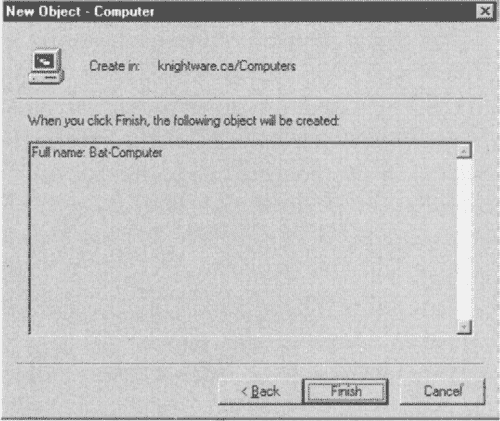 New Object - Computer
Create in: knightware.ca/Computers
When you click Finish, the following object will be created:
Full name: Bat-Computer
< Back Finish Cancel